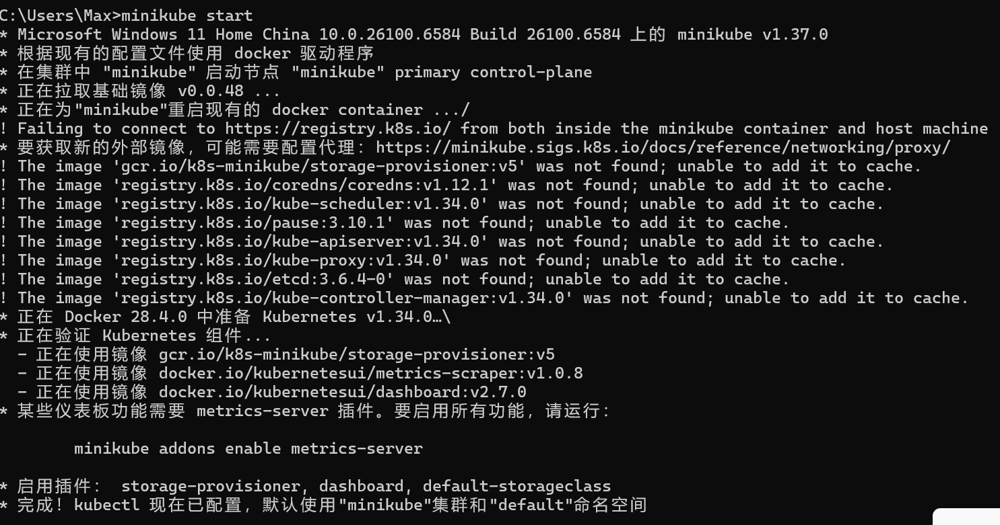 C:\Users\Max>minikube start
* Microsoft Windows 11 Home China 10.0.26100.6584 Build 26100.6584 上的 minikube v1.37.0
* 根据现有的配置文件使用 docker 驱动程序
* 在集群中 "minikube" 启动节点 "minikube" primary control-plane
* 正在拉取基础镜像 v0.0.48 ...
* 正在为"minikube"重启现有的 docker container .../
! Failing to connect to https://registry.k8s.io/ from both inside the minikube container and host machine
* 要获取新的外部镜像，可能需要配置代理：https://minikube.sigs.k8s.io/docs/reference/networking/proxy/
! The image 'gcr.io/k8s-minikube/storage-provisioner:v5' was not found; unable to add it to cache.
! The image 'registry.k8s.io/coredns/coredns:v1.12.1' was not found; unable to add it to cache.
! The image 'registry.k8s.io/kube-scheduler:v1.34.0' was not found; unable to add it to cache.
! The image 'registry.k8s.io/pause:3.10.1' was not found; unable to add it to cache.
! The image 'registry.k8s.io/kube-apiserver:v1.34.0' was not found; unable to add it to cache.
! The image 'registry.k8s.io/kube-proxy:v1.34.0' was not found; unable to add it to cache.
! The image 'registry.k8s.io/etcd:3.6.4-0' was not found; unable to add it to cache.
! The image 'registry.k8s.io/kube-controller-manager:v1.34.0' was not found; unable to add it to cache.
* 正在 Docker 28.4.0 中准备 Kubernetes v1.34.0…\
* 正在验证 Kubernetes 组件...
  - 正在使用镜像 gcr.io/k8s-minikube/storage-provisioner:v5
  - 正在使用镜像 docker.io/kubernetesui/metrics-scraper:v1.0.8
  - 正在使用镜像 docker.io/kubernetesui/dashboard:v2.7.0
* 某些仪表板功能需要 metrics-server 插件。要启用所有功能，请运行：
        minikube addons enable metrics-server
* 启用插件： storage-provisioner, dashboard, default-storageclass
* 完成！kubectl 现在已配置，默认使用"minikube"集群和"default"命名空间